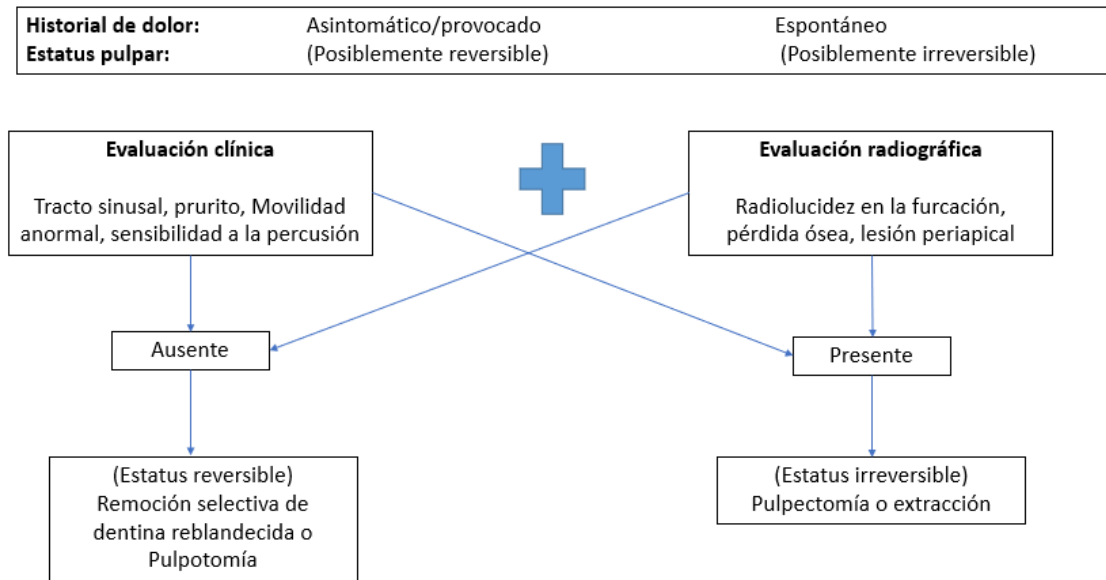 Historial de dolor: Asintomático/provocado Espontáneo
Estatus pulpar: (Posiblemente reversible) (Posiblemente irreversible)
Evaluación clínica
Tracto sinusal, prurito, Movilidad
anormal, sensibilidad a la percusión
Evaluación radiográfica
Radiolucidez en la furcación,
pérdida ósea, lesión periapical
Ausente
Presente
(Estatus reversible)
Remoción selectiva de
dentina reblandecida o
Pulpotomía
(Estatus irreversible)
Pulpectomía o extracción